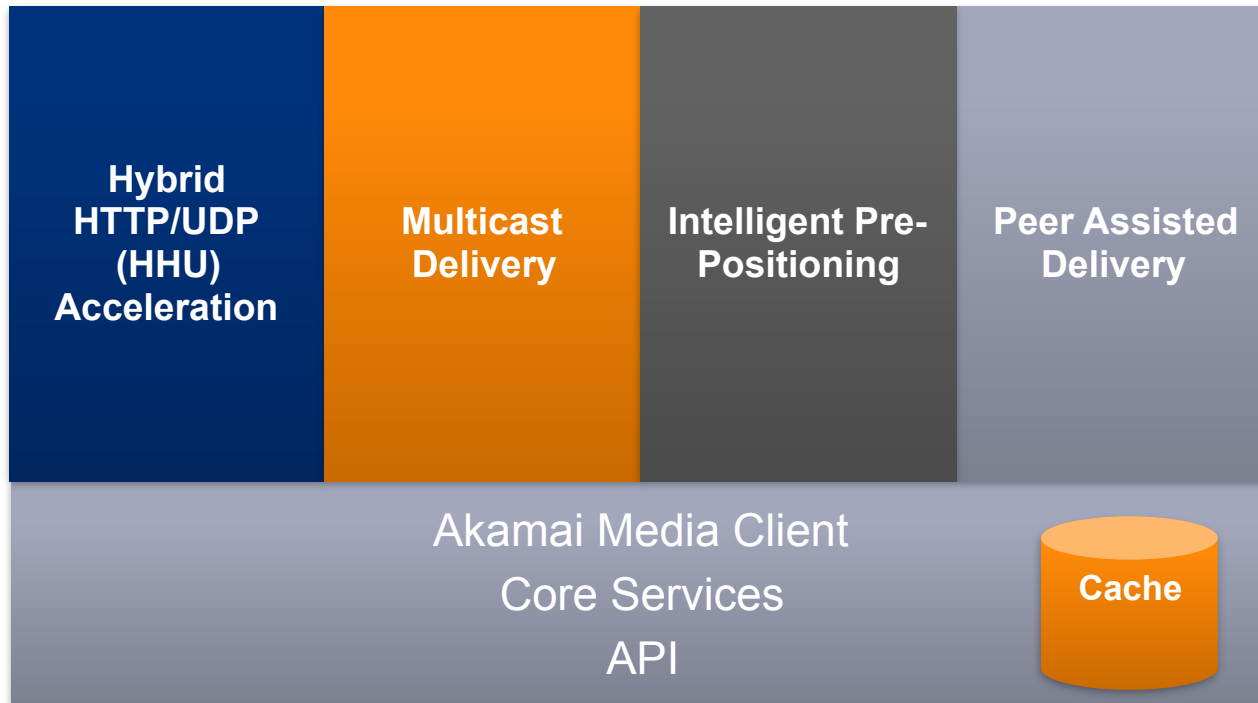 Hybrid
HTTP/UDP
(HHU)
Acceleration
Multicast
Delivery
Intelligent Pre-
Positioning
Peer Assisted
Delivery
Akamai Media Client
Core Services
API
Cache